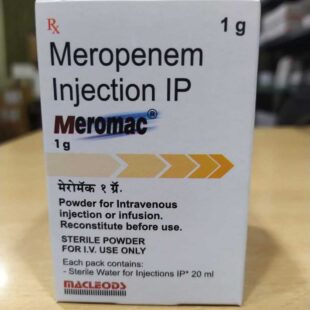 Rx 1 g
Meropenem
Injection IP
Meromac®
1 g
मेरोमॅक १ ग्रॅ.
Powder for Intravenous
injection or infusion.
Reconstitute before use.
STERILE POWDER
FOR I.V. USE ONLY
Each pack contains:
- Sterile Water for Injections IP* 20 ml
MACLEODS